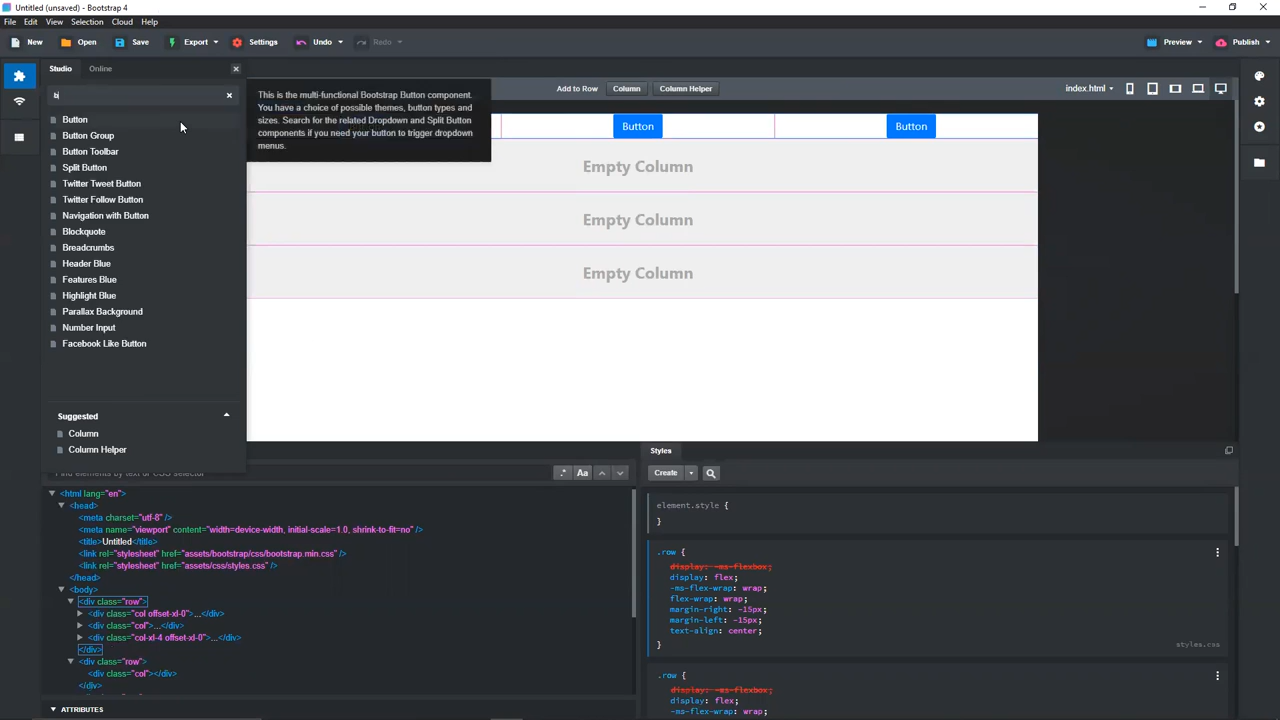 Untitled (unsaved) - Bootstrap 4
File Edit View Selection Cloud Help
New Open Save Export Settings Undo Redo Preview Publish
Studio Online
b
Button
Button Group
Button Toolbar
Split Button
Twitter Tweet Button
Twitter Follow Button
Navigation with Button
Blockquote
Breadcrumbs
Header Blue
Features Blue
Highlight Blue
Parallax Background
Number Input
Facebook Like Button
Suggested
Column
Column Helper
This is the multi-functional Bootstrap Button component.
You have a choice of possible themes, button types and
sizes. Search for the related Dropdown and Split Button
components if you need your button to trigger dropdown
menus.
Add to Row Column Column Helper index.html
Button Button
Empty Column
Empty Column
Empty Column
Find elements by text or CSS selector .* Aa
<html lang="en">
<head>
<meta charset="utf-8" />
<meta name="viewport" content="width=device-width, initial-scale=1.0, shrink-to-fit=no" />
<title>Untitled</title>
<link rel="stylesheet" href="assets/bootstrap/css/bootstrap.min.css" />
<link rel="stylesheet" href="assets/css/styles.css" />
</head>
<body>
<div class="row">
<div class="col offset-xl-0">...</div>
<div class="col">...</div>
<div class="col-xl-4 offset-xl-0">...</div>
</div>
<div class="row">
<div class="col"></div>
</div>
ATTRIBUTES
Styles
Create
element.style {
}
.row {
display: -ms-flexbox;
display: flex;
-ms-flex-wrap: wrap;
flex-wrap: wrap;
margin-right: -15px;
margin-left: -15px;
text-align: center;
}
styles.css
.row {
display: -ms-flexbox;
display: flex;
-ms-flex-wrap: wrap;